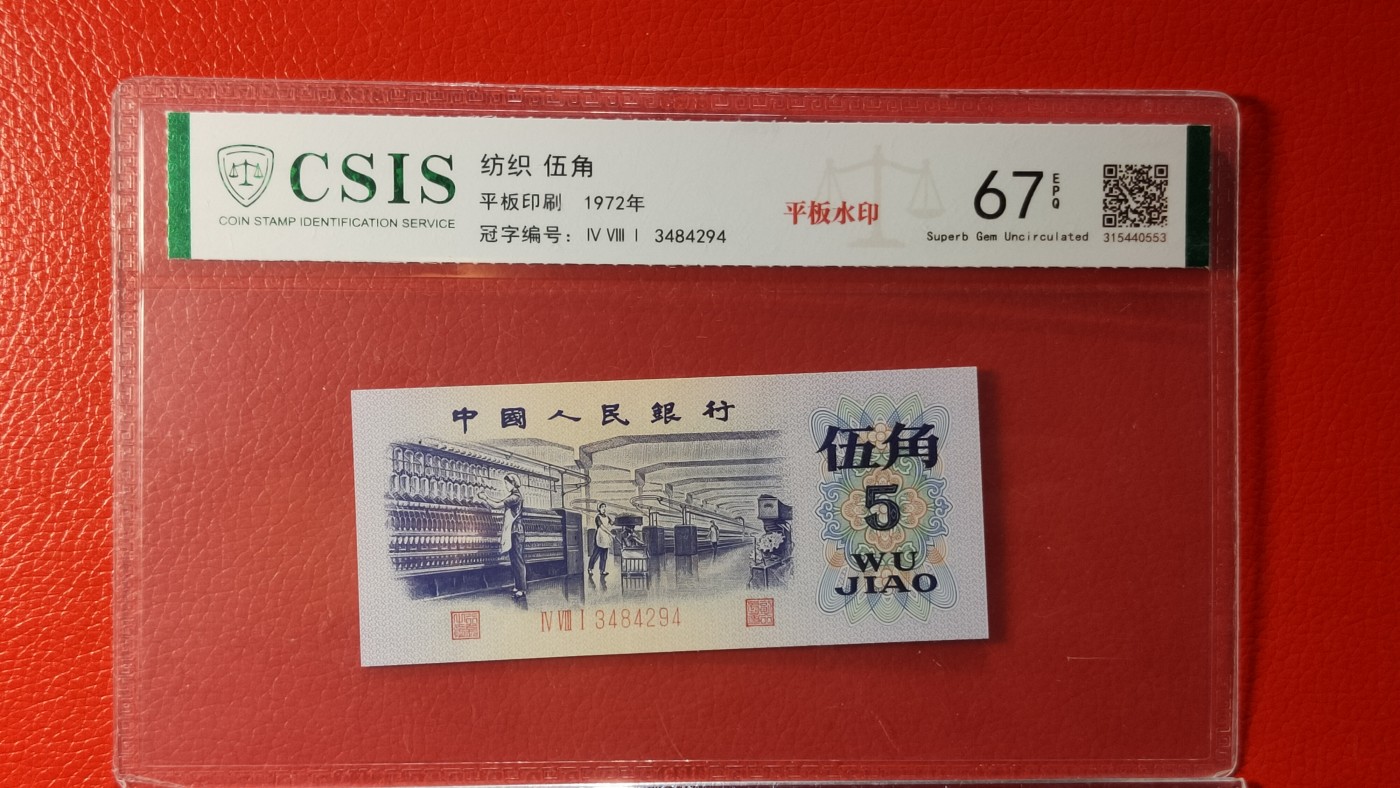 CSIS
COIN STAMP IDENTIFICATION SERVICE
纺织 伍角
平板印刷 1972年
冠字编号: Ⅳ Ⅷ Ⅰ 3484294
平板水印
67 EPQ
Superb Gem Uncirculated
315440553
中國人民銀行
伍角
5
WU
JIAO
Ⅳ Ⅷ Ⅰ 3484294